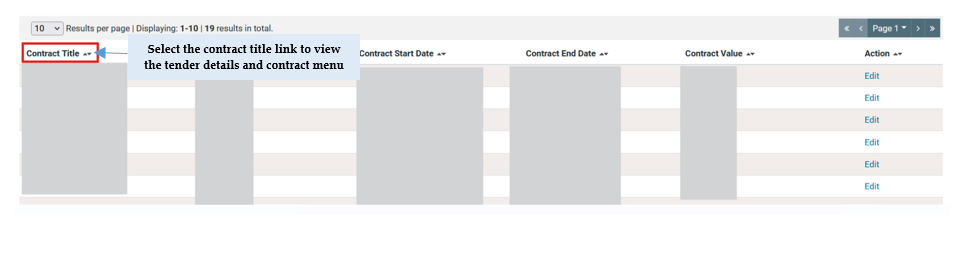 10 Results per page | Displaying: 1-10 | 19 results in total.
« ‹ Page 1 › »
Select the contract title link to view
the tender details and contract menu
Contract Title Contract Start Date Contract End Date Contract Value Action
Edit
Edit
Edit
Edit
Edit
Edit